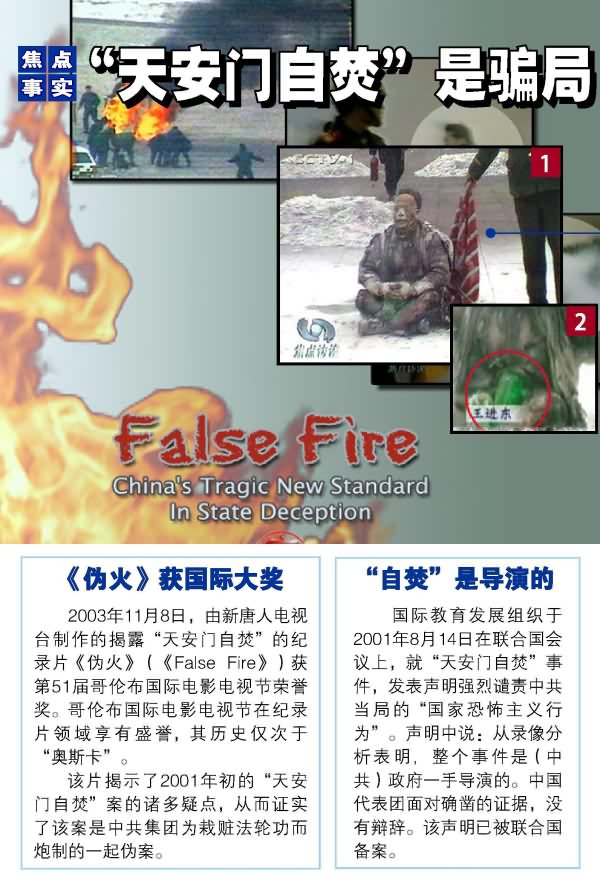 焦点
事实
“天安门自焚”是骗局
CCTV
1
焦点访谈
2
王进东
False Fire
China's Tragic New Standard
In State Deception
《伪火》获国际大奖
2003年11月8日，由新唐人电视
台制作的揭露“天安门自焚”的纪
录片《伪火》（《False Fire》）获
第51届哥伦布国际电影电视节荣誉
奖。哥伦布国际电影电视节在纪录
片领域享有盛誉，其历史仅次于
“奥斯卡”。
该片揭示了2001年初的“天安
门自焚”案的诸多疑点，从而证实
了该案是中共集团为栽赃法轮功而
炮制的一起伪案。
“自焚”是导演的
国际教育发展组织于
2001年8月14日在联合国会
议上，就“天安门自焚”事
件，发表声明强烈谴责中共
当局的“国家恐怖主义行
为”。声明中说：从录像分
析表明，整个事件是（中
共）政府一手导演的。中国
代表团面对确凿的证据，没
有辩辞。该声明已被联合国
备案。